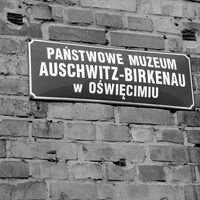 PAŃSTWOWE MUZEUM
AUSCHWITZ-BIRKENAU
W OŚWIĘCIMIU